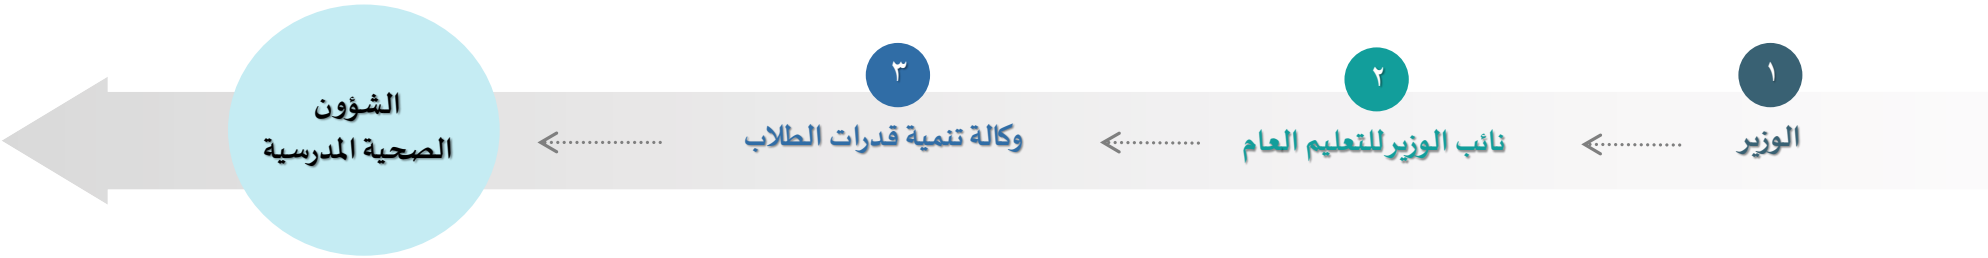 ١
الوزير
٢
نائب الوزير للتعليم العام
٣
وكالة تنمية قدرات الطلاب
الشؤون
الصحية المدرسية